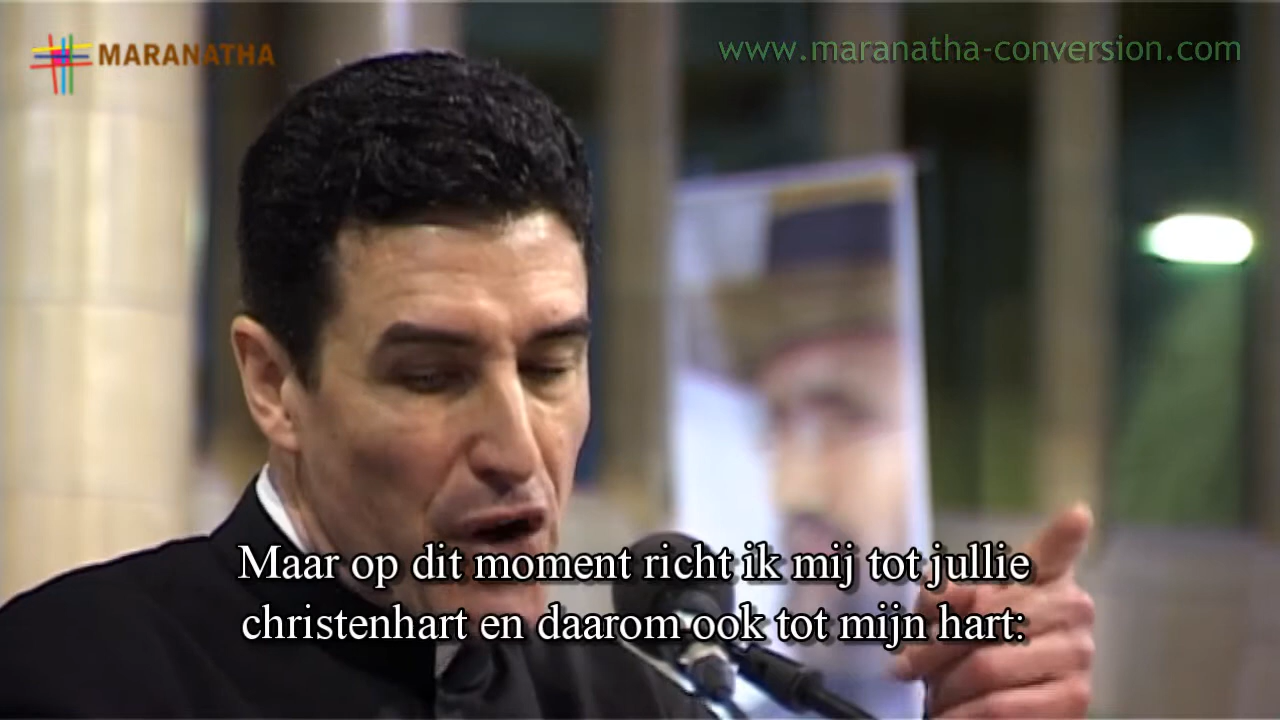 MARANATHA
www.maranatha-conversion.com
Maar op dit moment richt ik mij tot jullie
christenhart en daarom ook tot mijn hart: